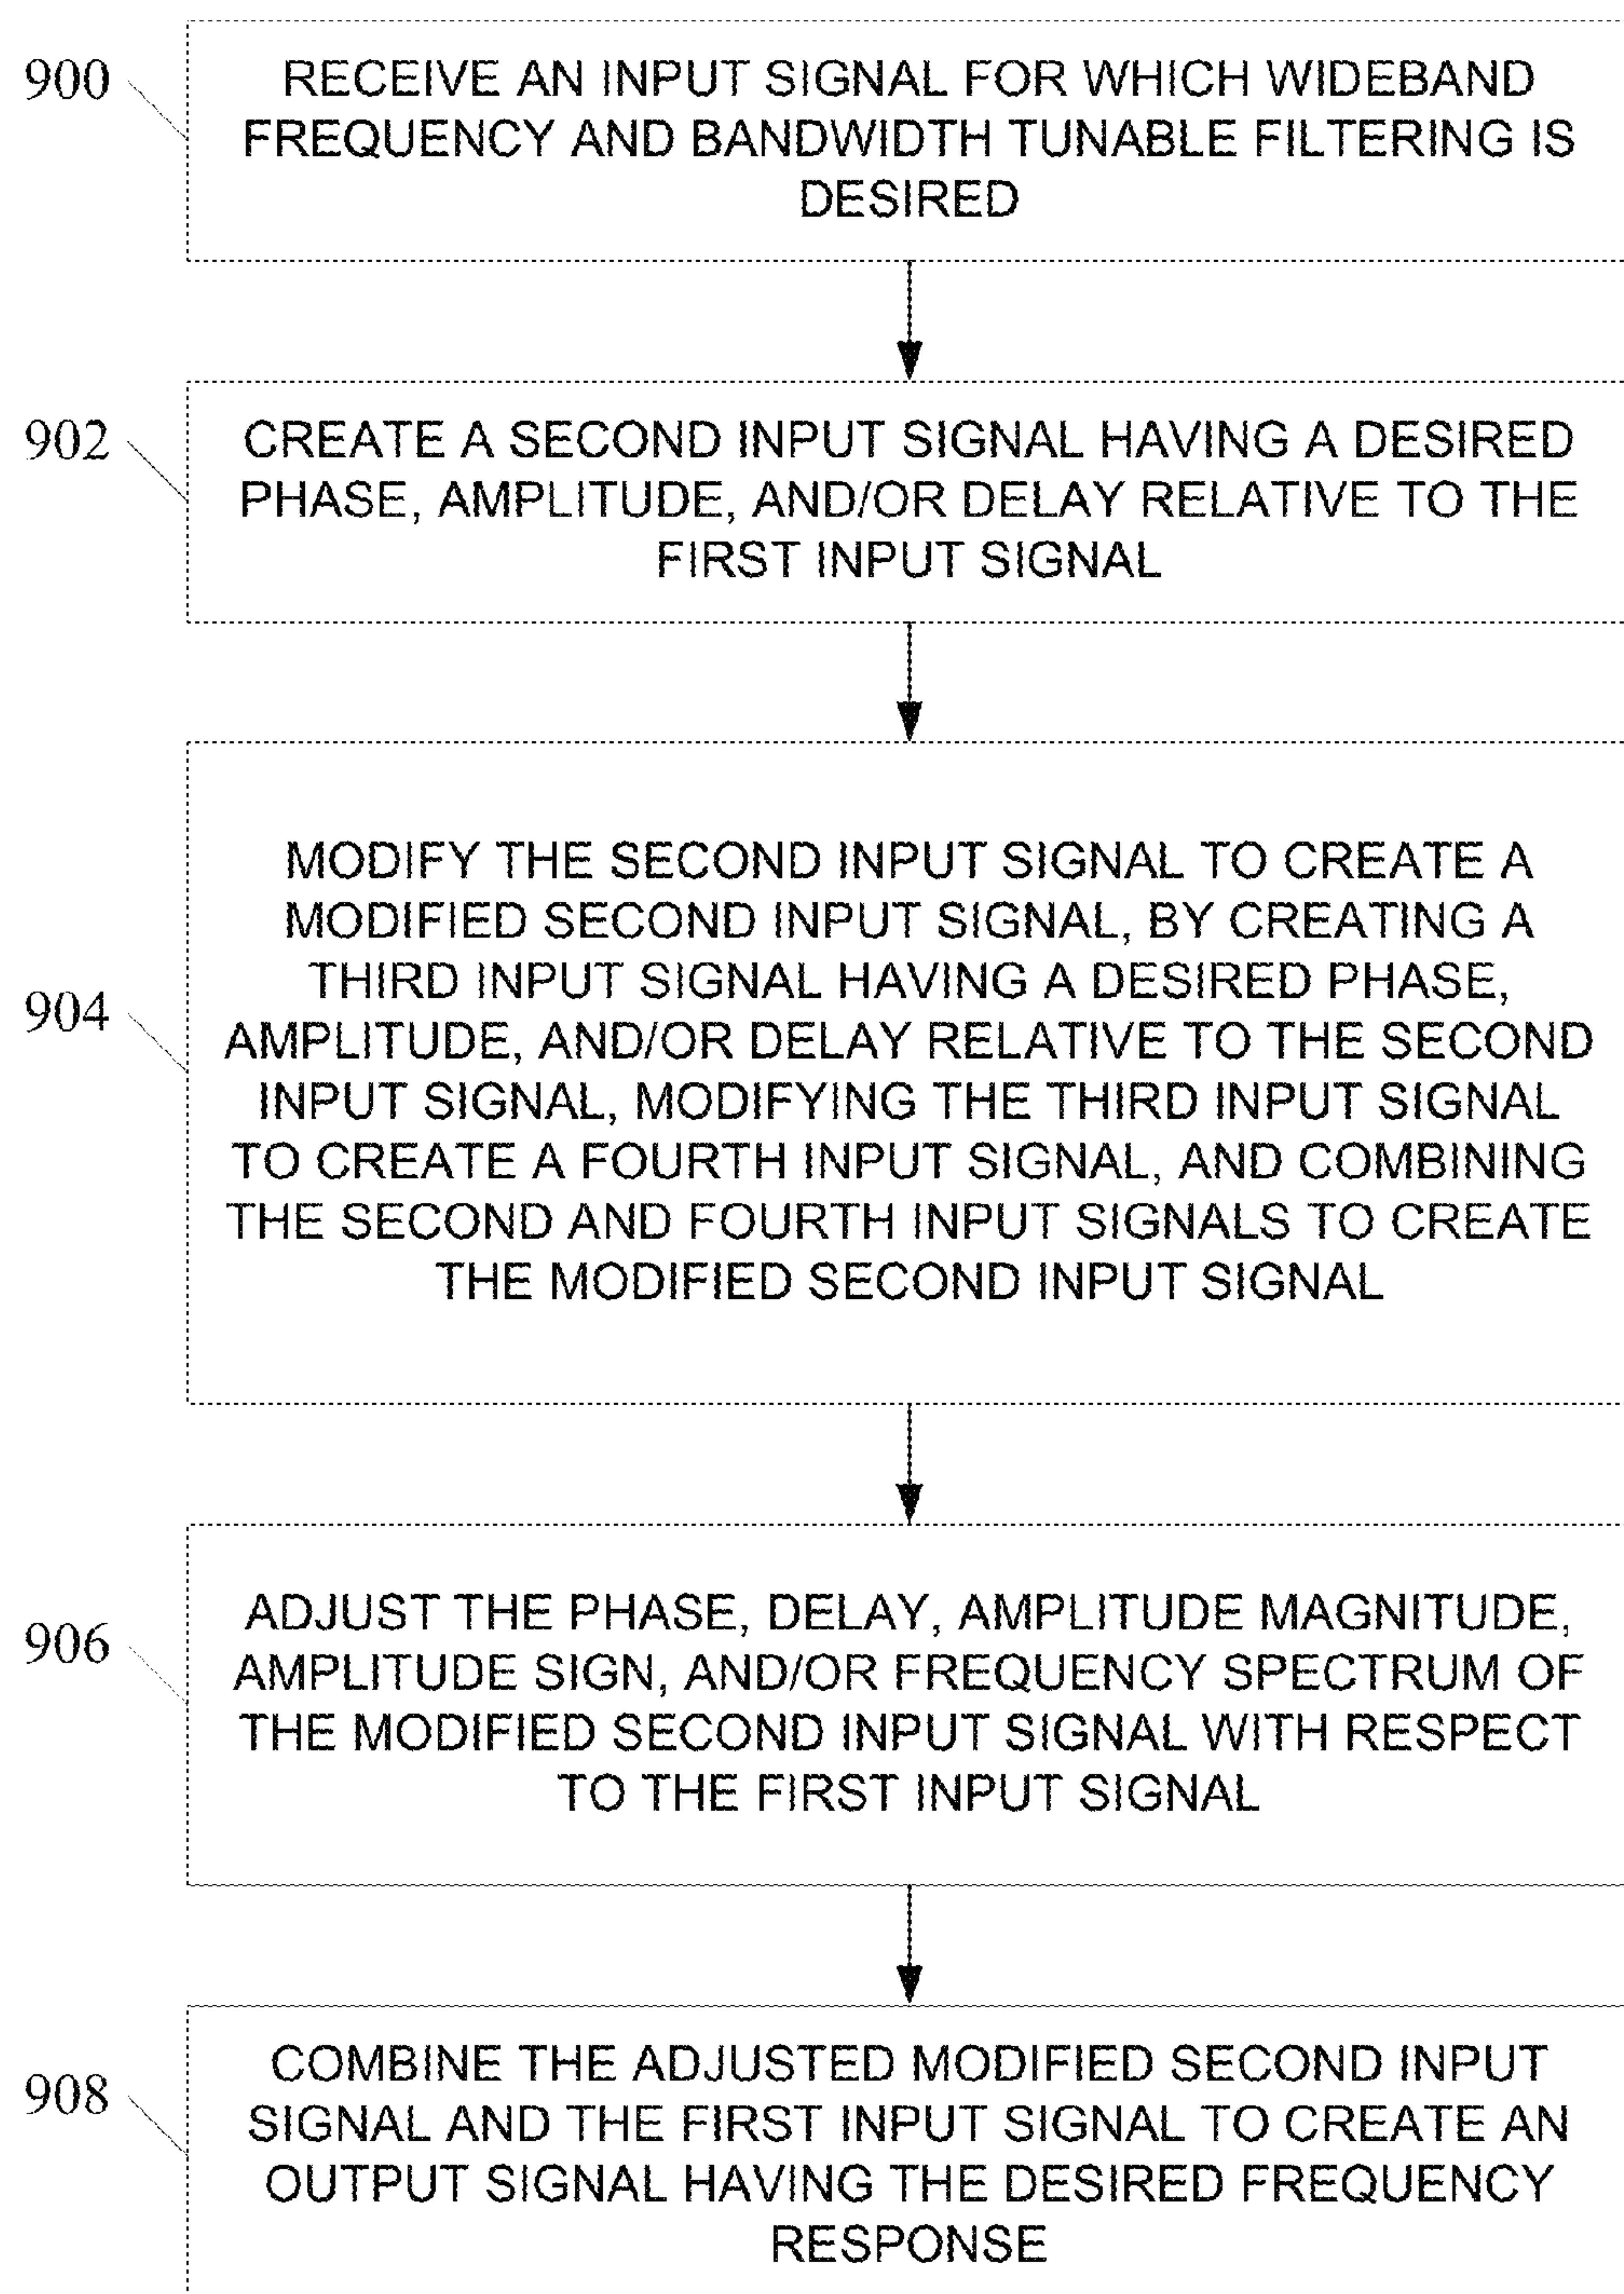 900
RECEIVE AN INPUT SIGNAL FOR WHICH WIDEBAND
FREQUENCY AND BANDWIDTH TUNABLE FILTERING IS
DESIRED
902
CREATE A SECOND INPUT SIGNAL HAVING A DESIRED
PHASE, AMPLITUDE, AND/OR DELAY RELATIVE TO THE
FIRST INPUT SIGNAL
904
MODIFY THE SECOND INPUT SIGNAL TO CREATE A
MODIFIED SECOND INPUT SIGNAL, BY CREATING A
THIRD INPUT SIGNAL HAVING A DESIRED PHASE,
AMPLITUDE, AND/OR DELAY RELATIVE TO THE SECOND
INPUT SIGNAL, MODIFYING THE THIRD INPUT SIGNAL
TO CREATE A FOURTH INPUT SIGNAL, AND COMBINING
THE SECOND AND FOURTH INPUT SIGNALS TO CREATE
THE MODIFIED SECOND INPUT SIGNAL
906
ADJUST THE PHASE, DELAY, AMPLITUDE MAGNITUDE,
AMPLITUDE SIGN, AND/OR FREQUENCY SPECTRUM OF
THE MODIFIED SECOND INPUT SIGNAL WITH RESPECT
TO THE FIRST INPUT SIGNAL
908
COMBINE THE ADJUSTED MODIFIED SECOND INPUT
SIGNAL AND THE FIRST INPUT SIGNAL TO CREATE AN
OUTPUT SIGNAL HAVING THE DESIRED FREQUENCY
RESPONSE